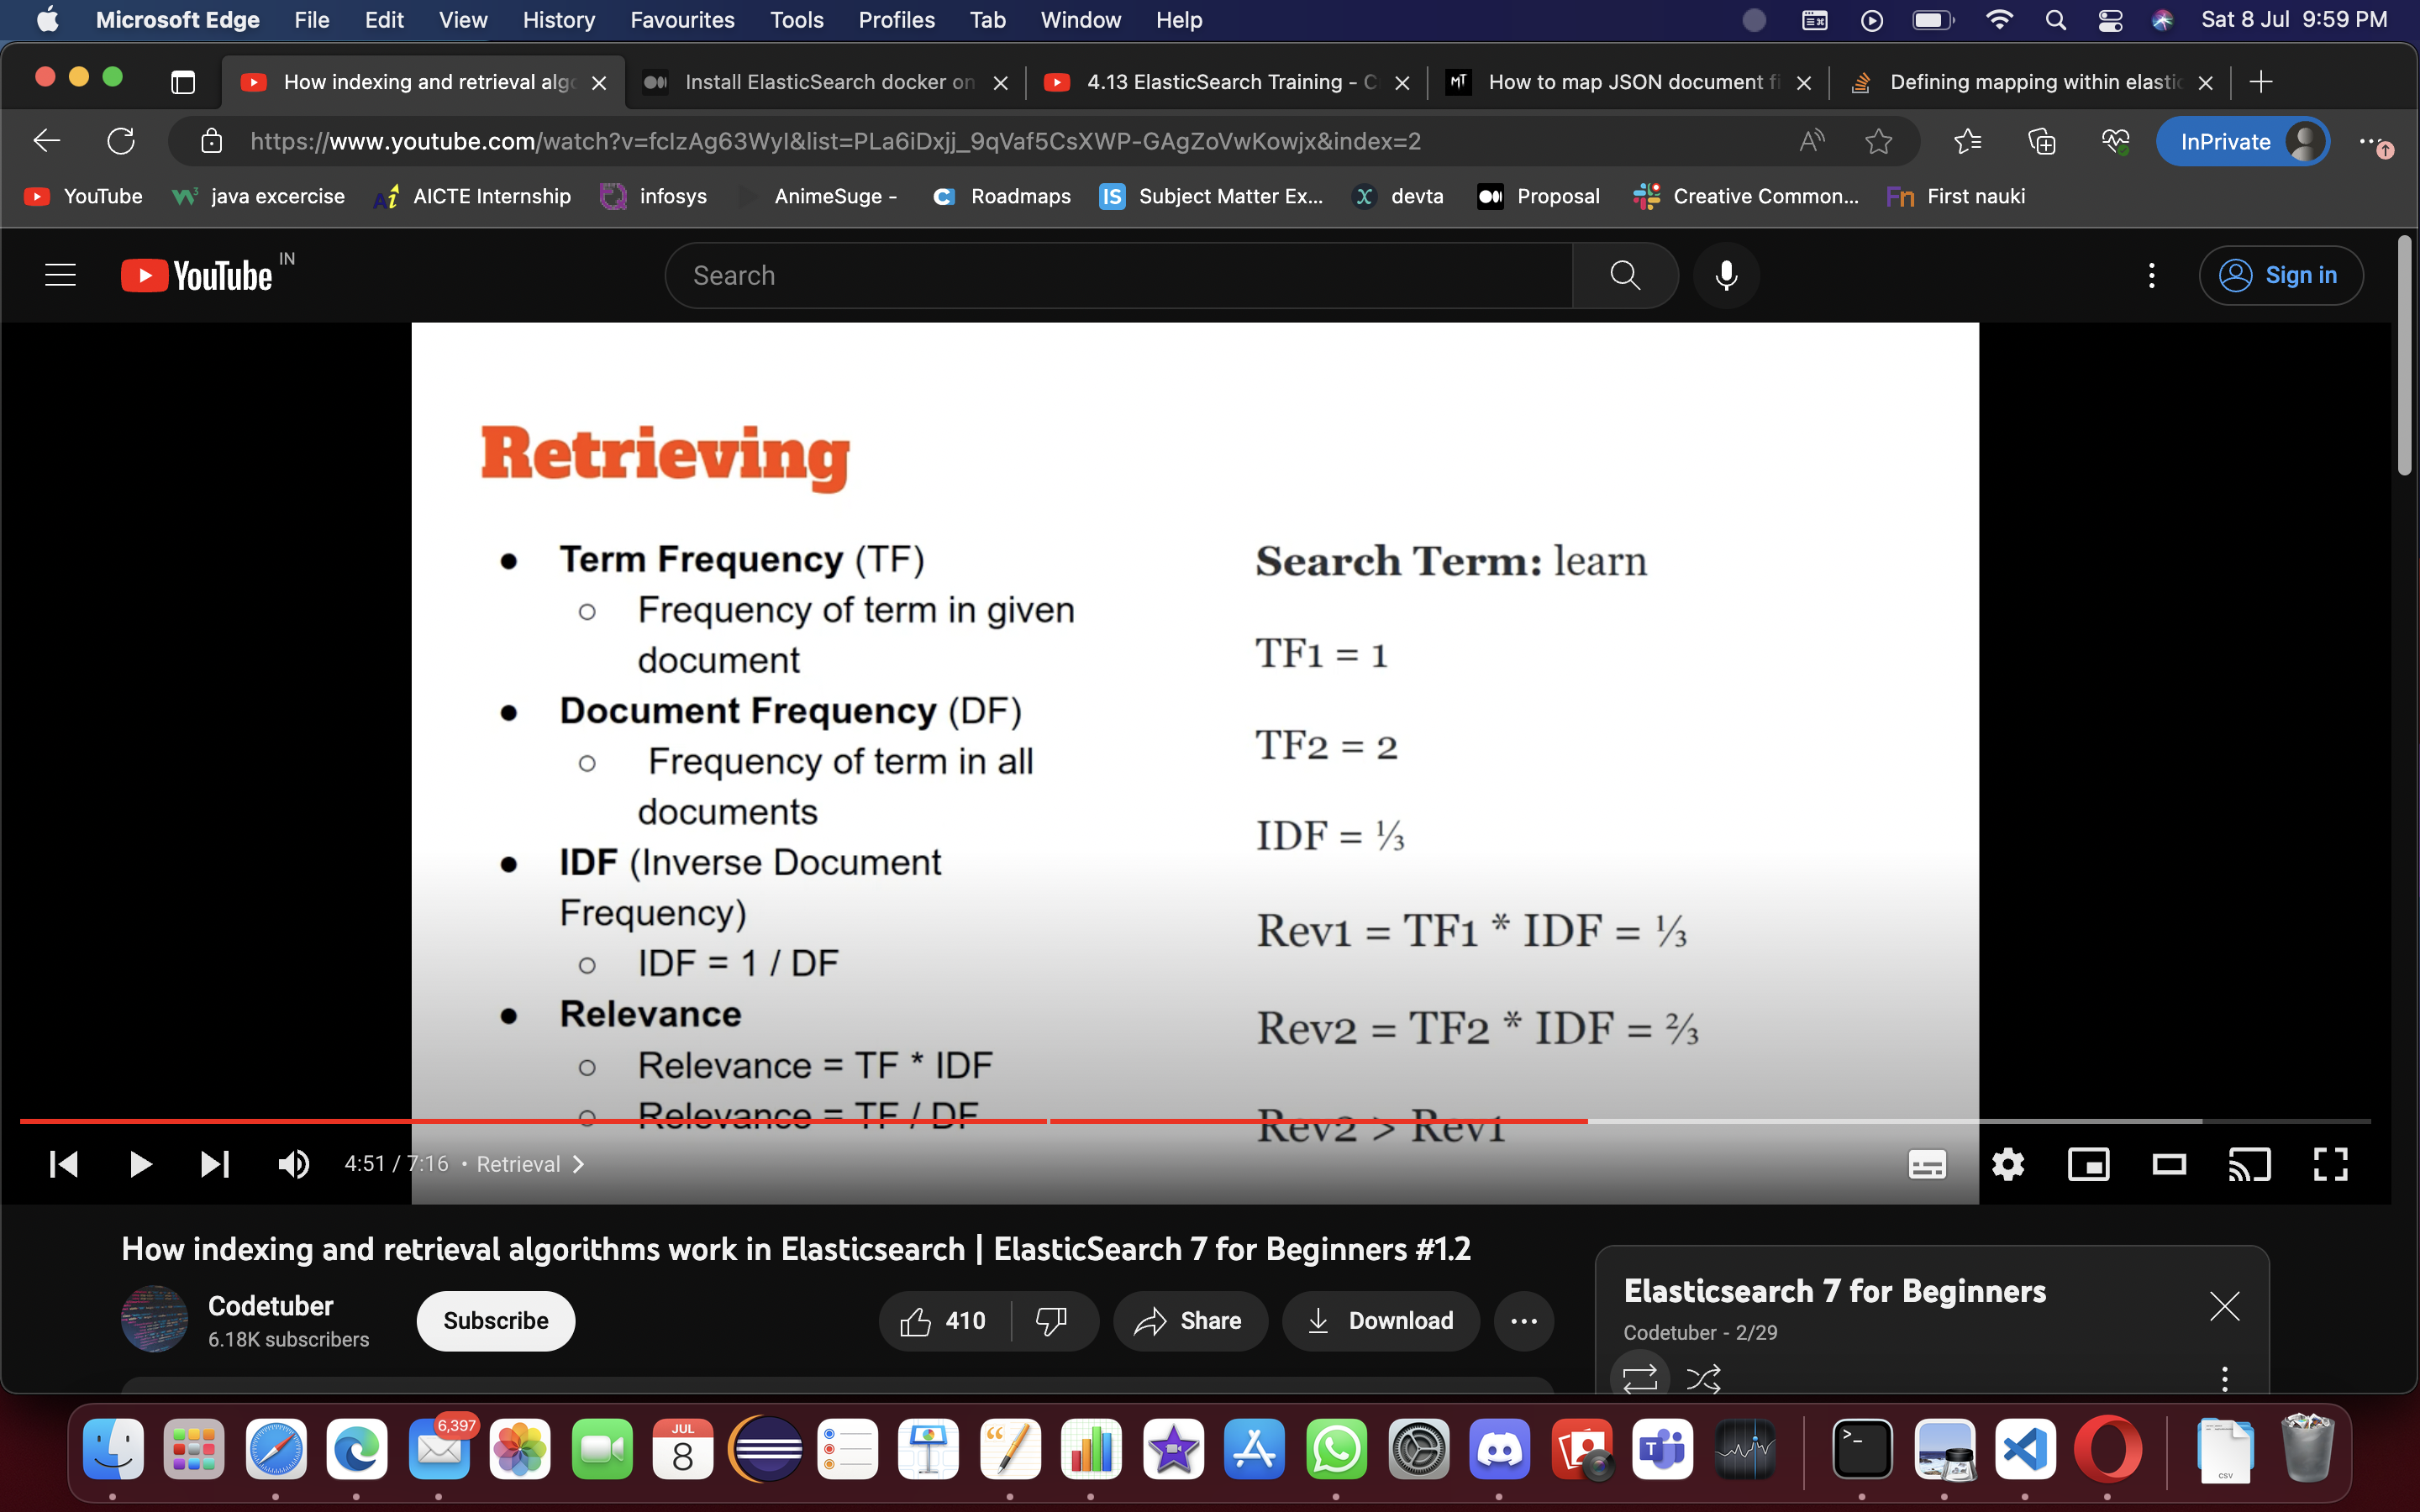 Microsoft Edge File Edit View History Favourites Tools Profiles Tab Window Help Sat 8 Jul 9:59 PM
How indexing and retrieval algo Install ElasticSearch docker on 4.13 ElasticSearch Training - C MT How to map JSON document fi Defining mapping within elastic
https://www.youtube.com/watch?v=fcIzAg63WyI&list=PLa6iDxjj_9qVaf5CsXWP-GAgZoVwKowjx&index=2 InPrivate
YouTube java excercise AICTE Internship infosys AnimeSuge - Roadmaps IS Subject Matter Ex... devta Proposal Creative Common... Fn First nauki
YouTube IN Search Sign in
Retrieving
● Term Frequency (TF)
○ Frequency of term in given
document
● Document Frequency (DF)
○ Frequency of term in all
documents
● IDF (Inverse Document
Frequency)
○ IDF = 1 / DF
● Relevance
○ Relevance = TF * IDF
○ Relevance = TF / DF
Search Term: learn
TF1 = 1
TF2 = 2
IDF = ⅓
Rev1 = TF1 * IDF = ⅓
Rev2 = TF2 * IDF = ⅔
Rev2 > Rev1
4:51 / 7:16 • Retrieval
How indexing and retrieval algorithms work in Elasticsearch | ElasticSearch 7 for Beginners #1.2
Codetuber
6.18K subscribers
Subscribe
410
Share
Download
Elasticsearch 7 for Beginners
Codetuber - 2/29
6,397
JUL
8
T
CSV